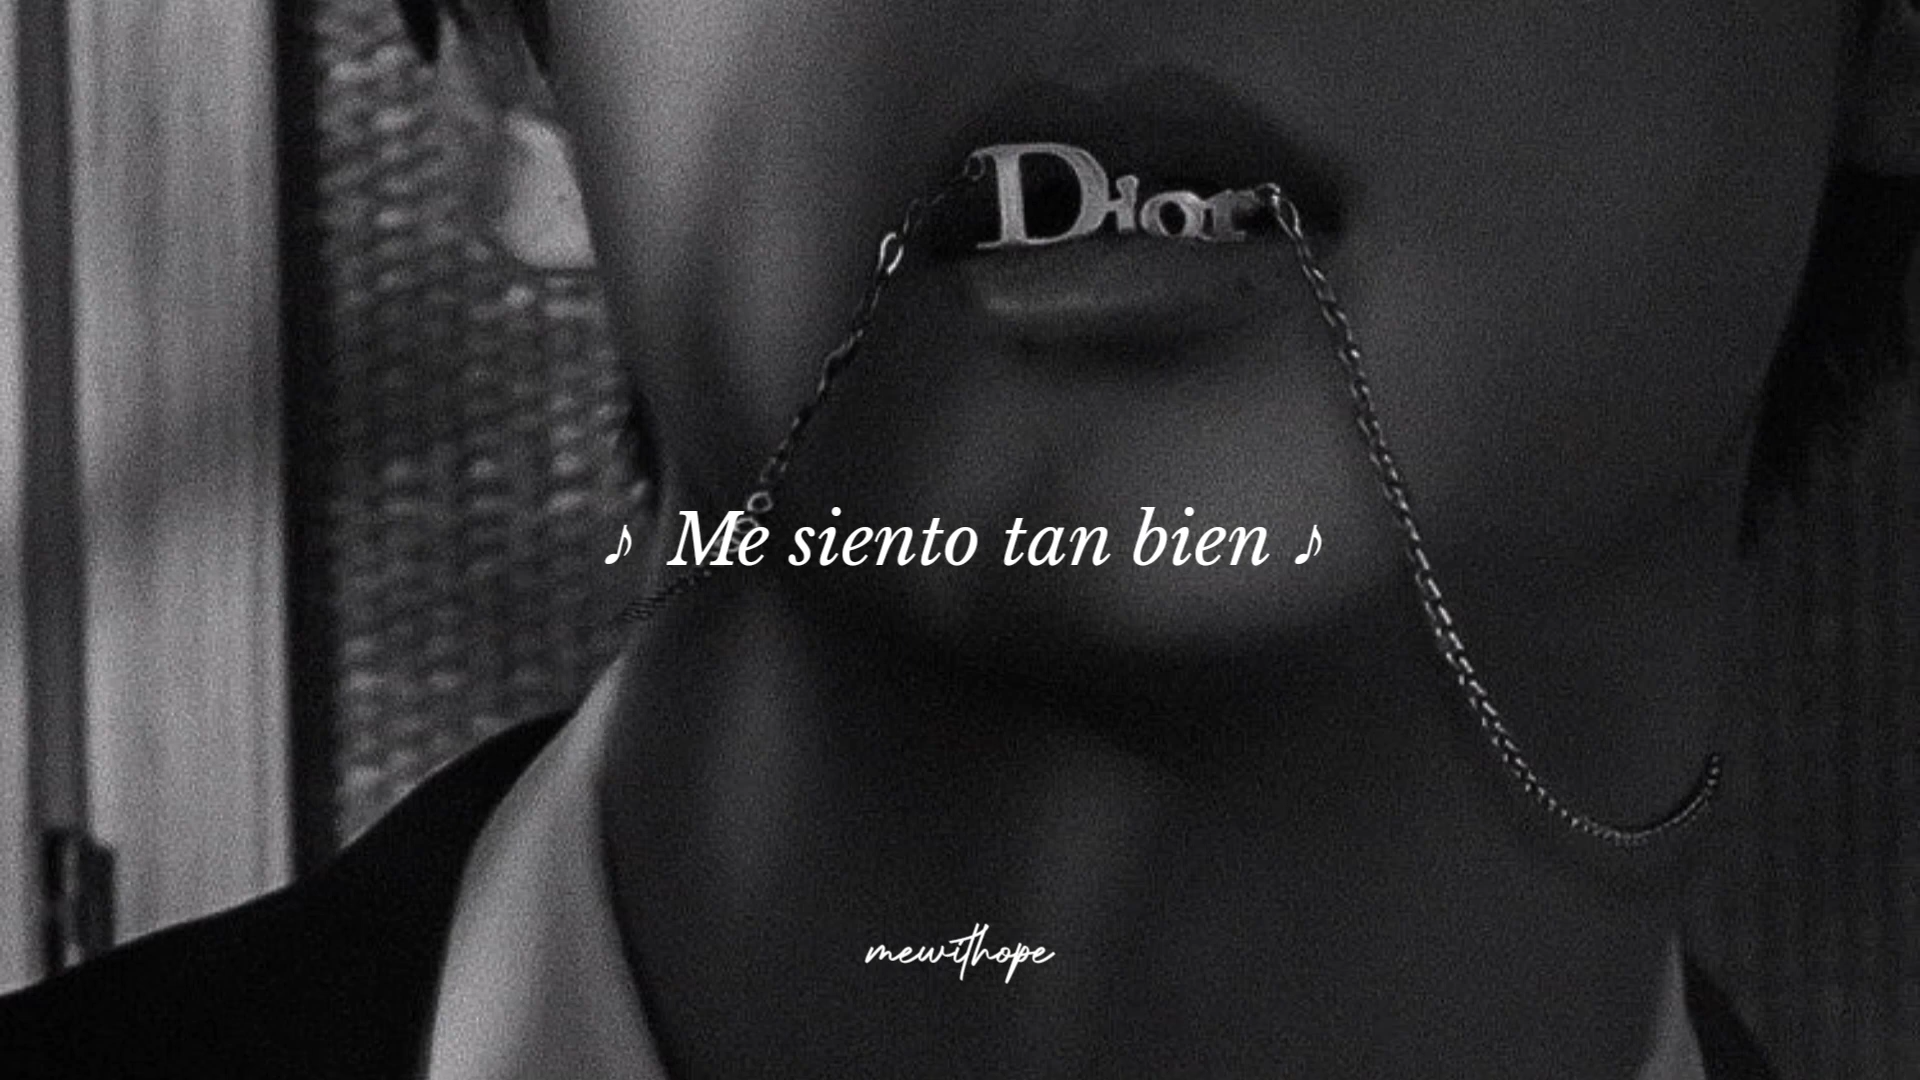 Dior
♪ Me siento tan bien ♪
mewithope